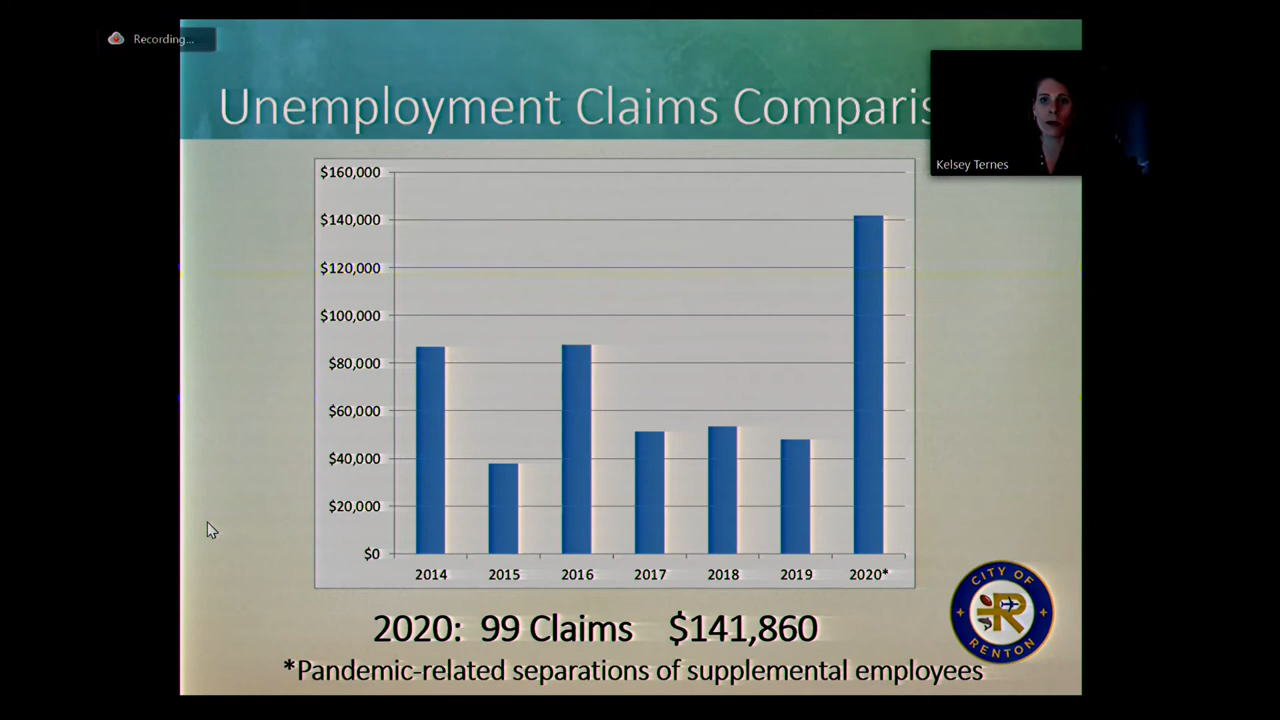 Recording...
Unemployment Claims Comparis
Kelsey Ternes
$160,000
$140,000
$120,000
$100,000
$80,000
$60,000
$40,000
$20,000
$0
2014 2015 2016 2017 2018 2019 2020*
CITY OF
R
RENTON
2020: 99 Claims $141,860
*Pandemic-related separations of supplemental employees